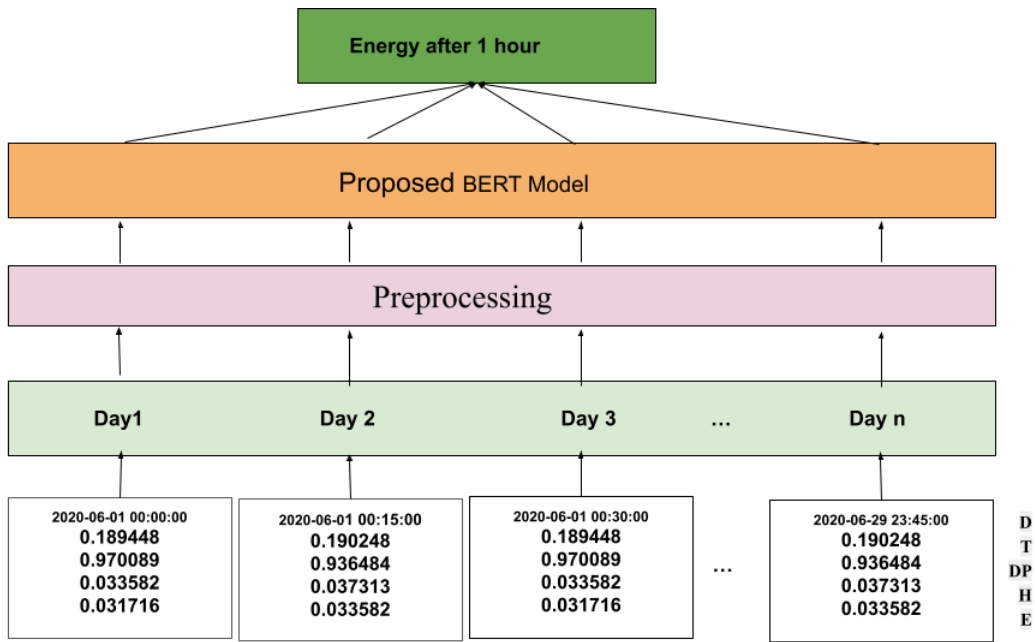 Energy after 1 hour
Proposed BERT Model
Preprocessing
Day1 Day 2 Day 3 ... Day n
2020-06-01 00:00:00 2020-06-01 00:15:00 2020-06-01 00:30:00 2020-06-29 23:45:00 D
0.189448 0.190248 0.189448 0.190248 T
0.970089 0.936484 0.970089 ... 0.936484 DP
0.033582 0.037313 0.033582 0.037313 H
0.031716 0.033582 0.031716 0.033582 E